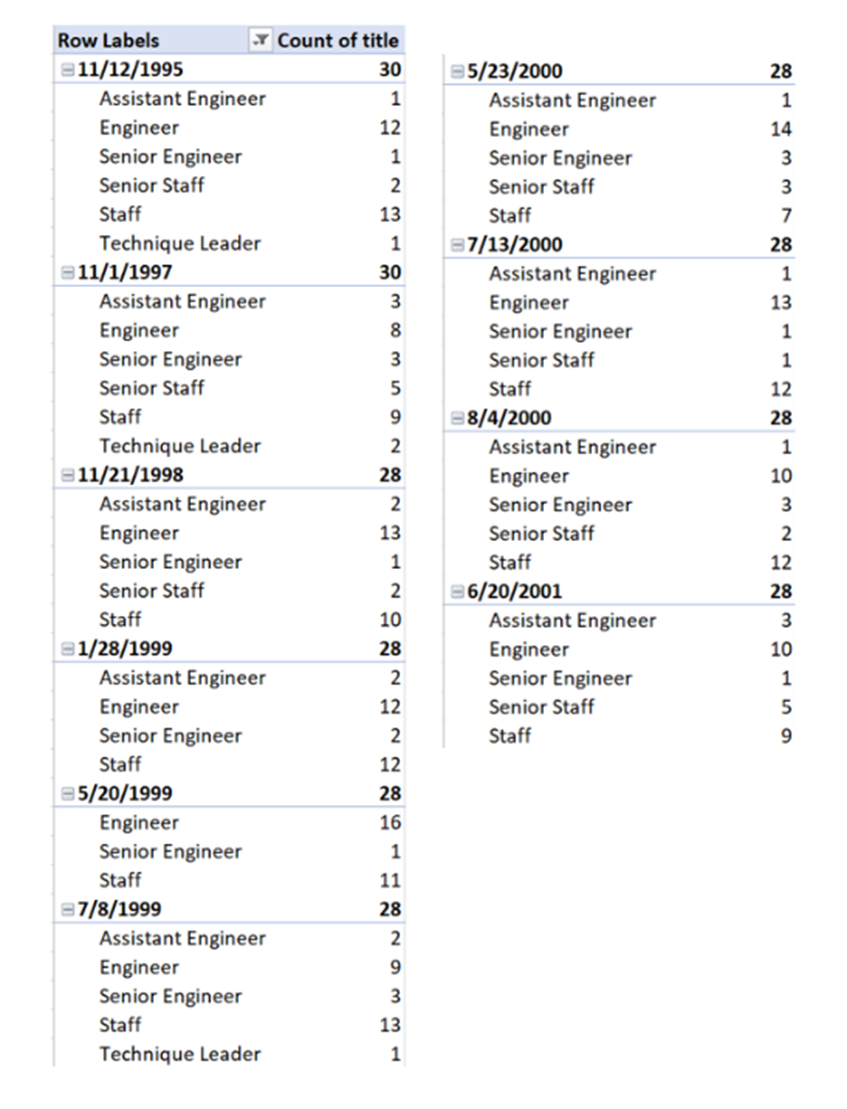 Row Labels Count of title
11/12/1995 30
Assistant Engineer 1
Engineer 12
Senior Engineer 1
Senior Staff 2
Staff 13
Technique Leader 1
11/1/1997 30
Assistant Engineer 3
Engineer 8
Senior Engineer 3
Senior Staff 5
Staff 9
Technique Leader 2
11/21/1998 28
Assistant Engineer 2
Engineer 13
Senior Engineer 1
Senior Staff 2
Staff 10
1/28/1999 28
Assistant Engineer 2
Engineer 12
Senior Engineer 2
Staff 12
5/20/1999 28
Engineer 16
Senior Engineer 1
Staff 11
7/8/1999 28
Assistant Engineer 2
Engineer 9
Senior Engineer 3
Staff 13
Technique Leader 1
5/23/2000 28
Assistant Engineer 1
Engineer 14
Senior Engineer 3
Senior Staff 3
Staff 7
7/13/2000 28
Assistant Engineer 1
Engineer 13
Senior Engineer 1
Senior Staff 1
Staff 12
8/4/2000 28
Assistant Engineer 1
Engineer 10
Senior Engineer 3
Senior Staff 2
Staff 12
6/20/2001 28
Assistant Engineer 3
Engineer 10
Senior Engineer 1
Senior Staff 5
Staff 9